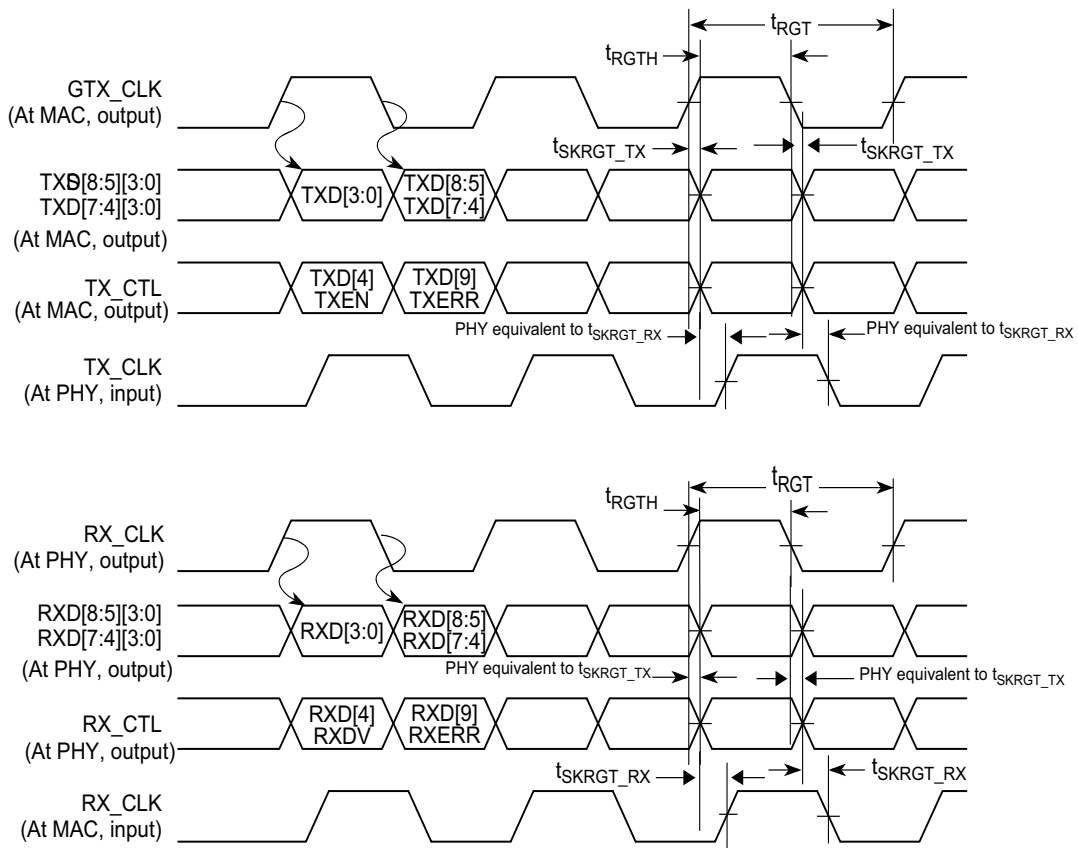 tRGT
tRGTH
GTX_CLK
(At MAC, output)
tSKRGT_TX
tSKRGT_TX
TXD[8:5][3:0]
TXD[7:4][3:0]
(At MAC, output)
TXD[3:0]
TXD[8:5]
TXD[7:4]
TX_CTL
(At MAC, output)
TXD[4]
TXEN
TXD[9]
TXERR
PHY equivalent to tSKRGT_RX
PHY equivalent to tSKRGT_RX
TX_CLK
(At PHY, input)
tRGT
tRGTH
RX_CLK
(At PHY, output)
RXD[8:5][3:0]
RXD[7:4][3:0]
(At PHY, output)
RXD[3:0]
RXD[8:5]
RXD[7:4]
PHY equivalent to tSKRGT_TX
PHY equivalent to tSKRGT_TX
RX_CTL
(At PHY, output)
RXD[4]
RXDV
RXD[9]
RXERR
tSKRGT_RX
tSKRGT_RX
RX_CLK
(At MAC, input)